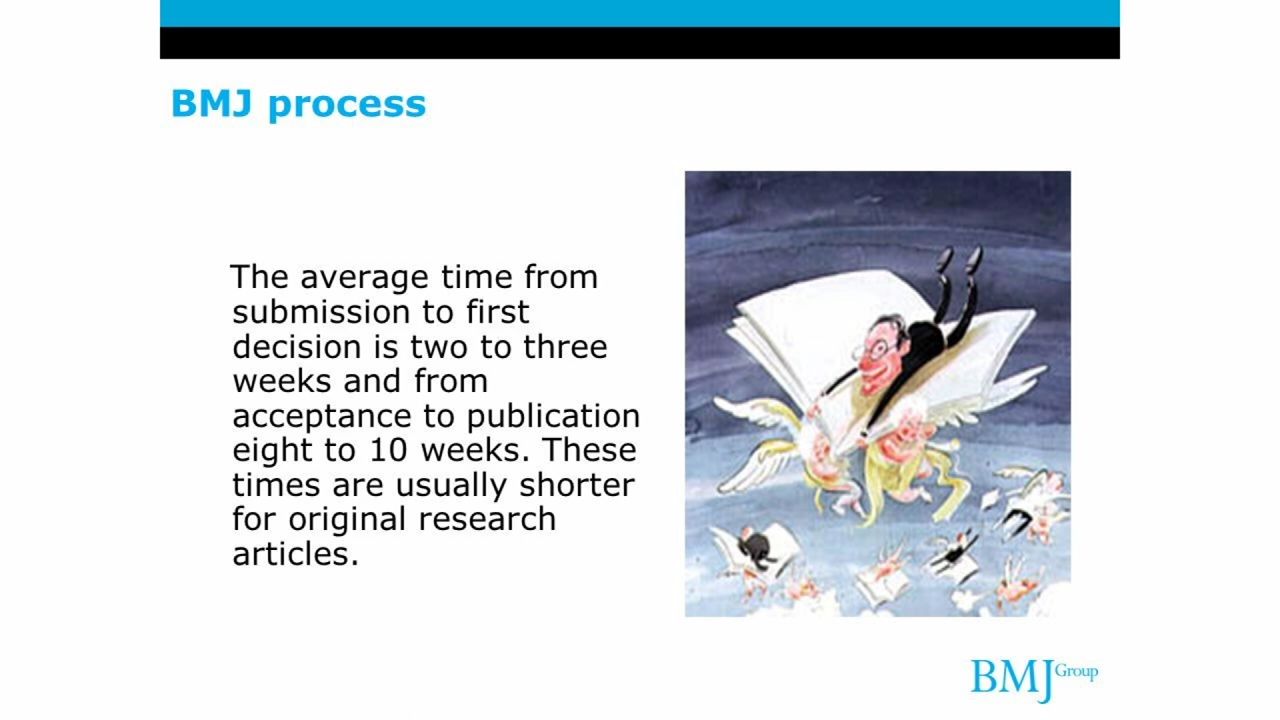 BMJ process
The average time from
submission to first
decision is two to three
weeks and from
acceptance to publication
eight to 10 weeks. These
times are usually shorter
for original research
articles.
BMJ Group